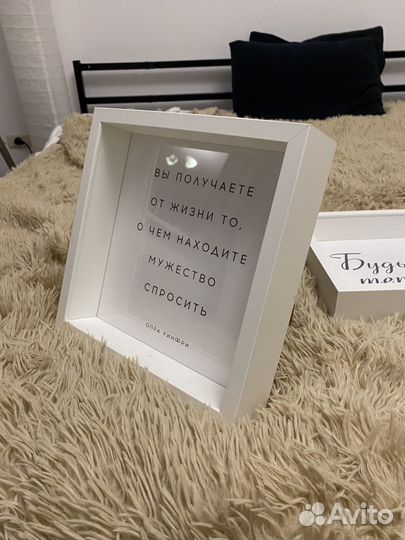 ВЫ ПОЛУЧАЕТЕ
ОТ ЖИЗНИ ТО,
О ЧЕМ НАХОДИТЕ
МУЖЕСТВО
СПРОСИТЬ
ОПРА УИНФРИ
Avito